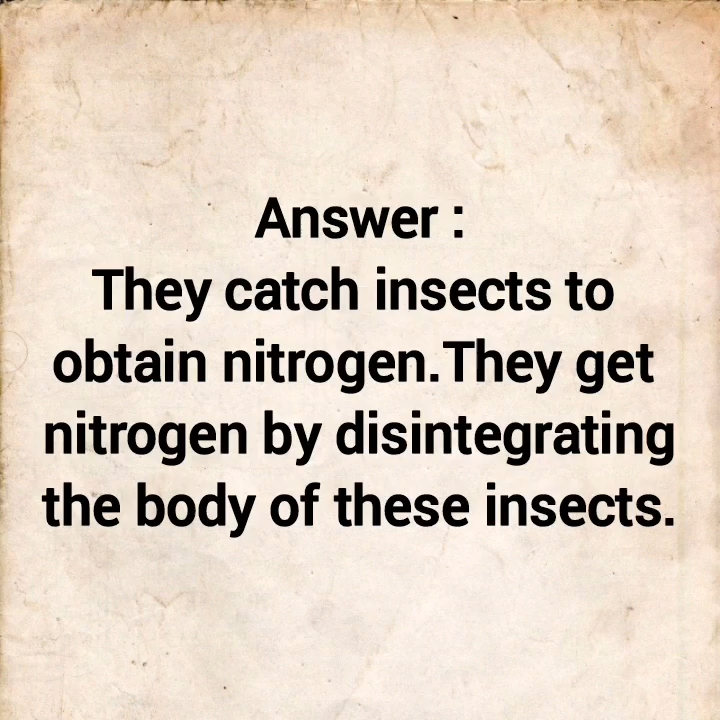 Answer :
They catch insects to
obtain nitrogen.They get
nitrogen by disintegrating
the body of these insects.